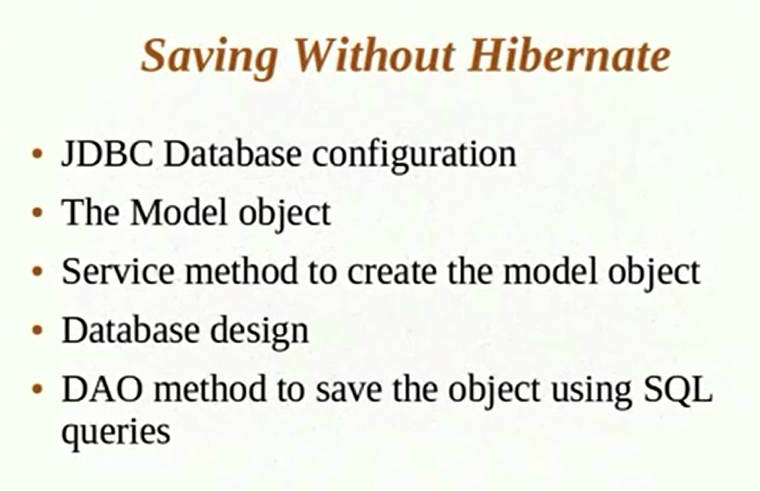 Saving Without Hibernate
• JDBC Database configuration
• The Model object
• Service method to create the model object
• Database design
• DAO method to save the object using SQL
queries